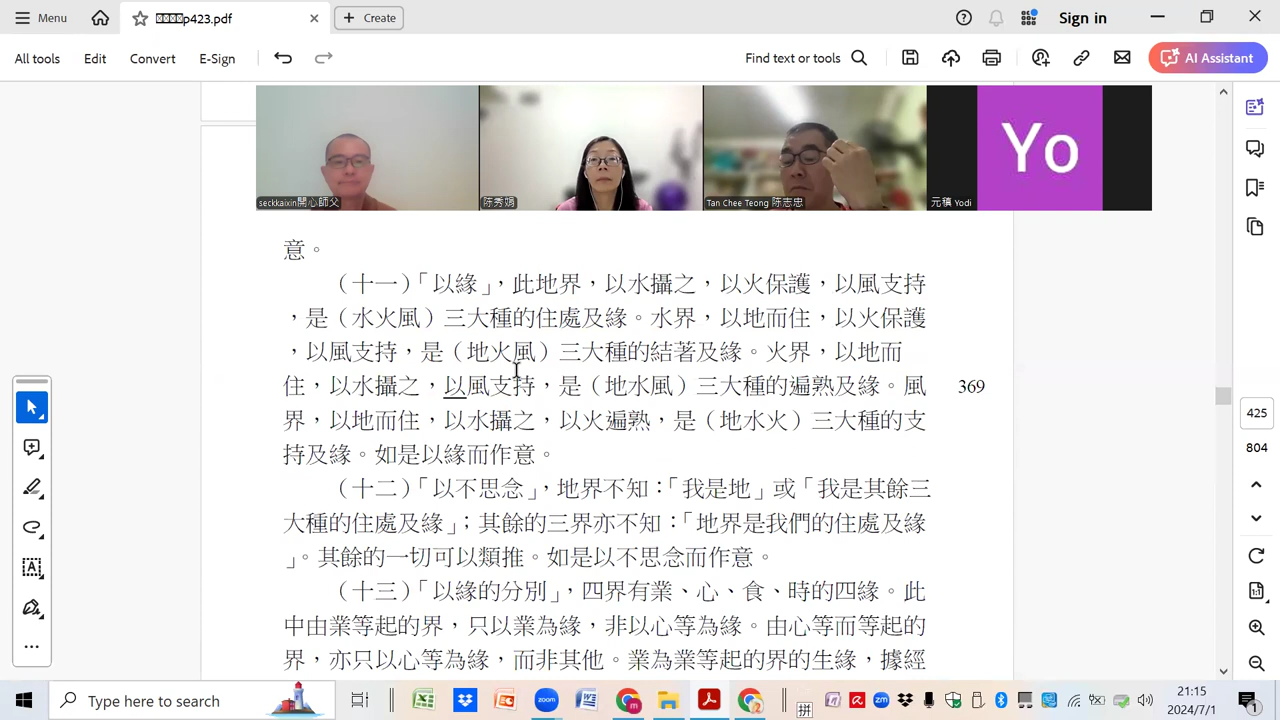 Menu
□□□□p423.pdf
Create
Sign in
All tools
Edit
Convert
E-Sign
Find text or tools
AI Assistant
seckkaixin開心師父
陈秀嫣
Tan Chee Teong 陈志忠
Yo
元積 Yodi
意。
（十一）「以緣」，此地界，以水攝之，以火保護，以風支持
，是（水火風）三大種的住處及緣。水界，以地而住，以火保護
，以風支持，是（地火風）三大種的結著及緣。火界，以地而
住，以水攝之，以風支持，是（地水風）三大種的遍熟及緣。風
369
界，以地而住，以水攝之，以火遍熟，是（地水火）三大種的支
持及緣。如是以緣而作意。
（十二）「以不思念」，地界不知：「我是地」或「我是其餘三
大種的住處及緣」；其餘的三界亦不知：「地界是我們的住處及緣
」。其餘的一切可以類推。如是以不思念而作意。
（十三）「以緣的分別」，四界有業、心、食、時的四緣。此
中由業等起的界，只以業為緣，非以心等為緣。由心等而等起的
界，亦只以心等為緣，而非其他。業為業等起的界的生緣，據經
425
804
Type here to search
拼
21:15
2024/7/1
1